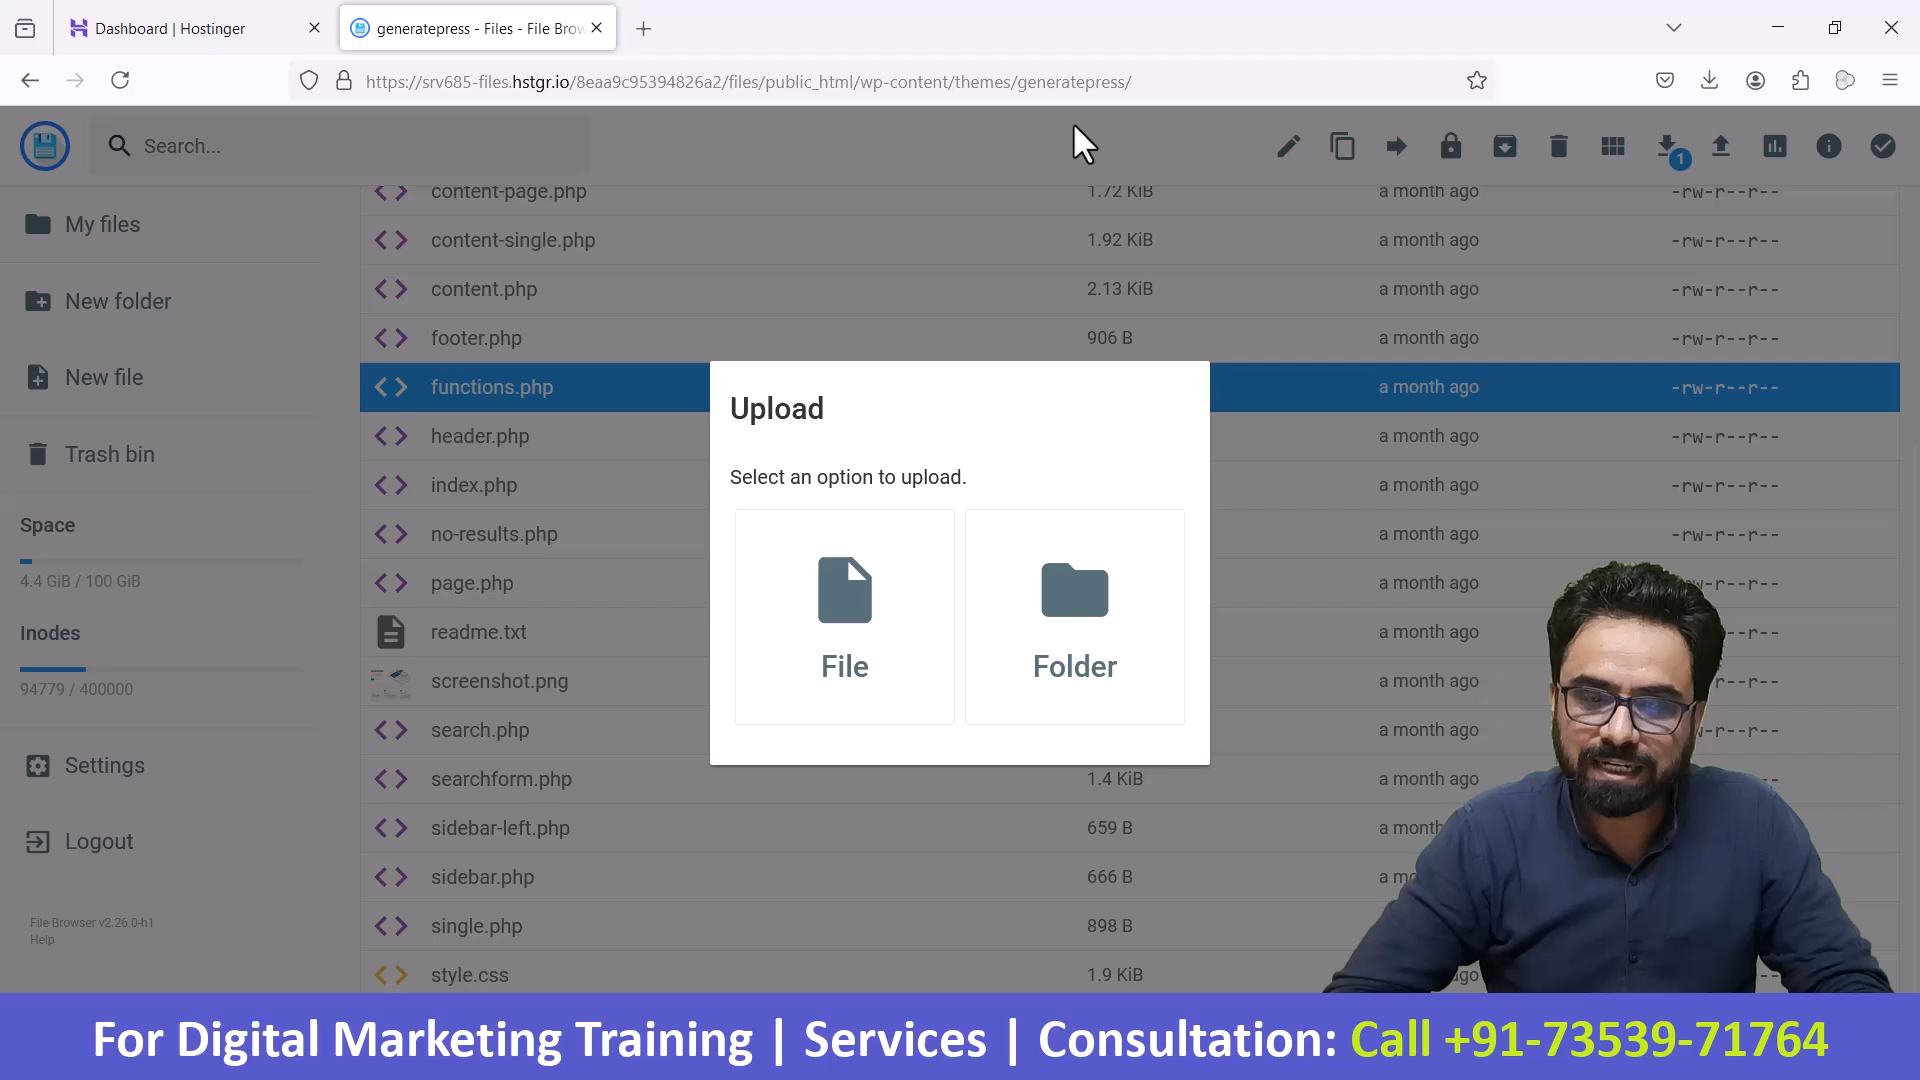 Dashboard | Hostinger
generatepress - Files - File Brow
https://srv685-files.hstgr.io/8eaa9c95394826a2/files/public_html/wp-content/themes/generatepress/
Search...
1
My files
New folder
New file
Trash bin
Space
4.4 GiB / 100 GiB
Inodes
94779 / 400000
Settings
Logout
File Browser v2.26.0-h1
Help
content-page.php 1.72 KiB a month ago -rw-r--r--
content-single.php 1.92 KiB a month ago -rw-r--r--
content.php 2.13 KiB a month ago -rw-r--r--
footer.php 906 B a month ago -rw-r--r--
functions.php a month ago -rw-r--r--
header.php a month ago -rw-r--r--
index.php a month ago -rw-r--r--
no-results.php a month ago -rw-r--r--
page.php a month ago w-r--r--
readme.txt a month ago --r--
screenshot.png a month ago r--r--
search.php a month ago w-r--r--
searchform.php 1.4 KiB a month ago --
sidebar-left.php 659 B a month
sidebar.php 666 B a mo
single.php 898 B
style.css 1.9 KiB ago --
Upload
Select an option to upload.
File
Folder
For Digital Marketing Training | Services | Consultation: Call +91-73539-71764